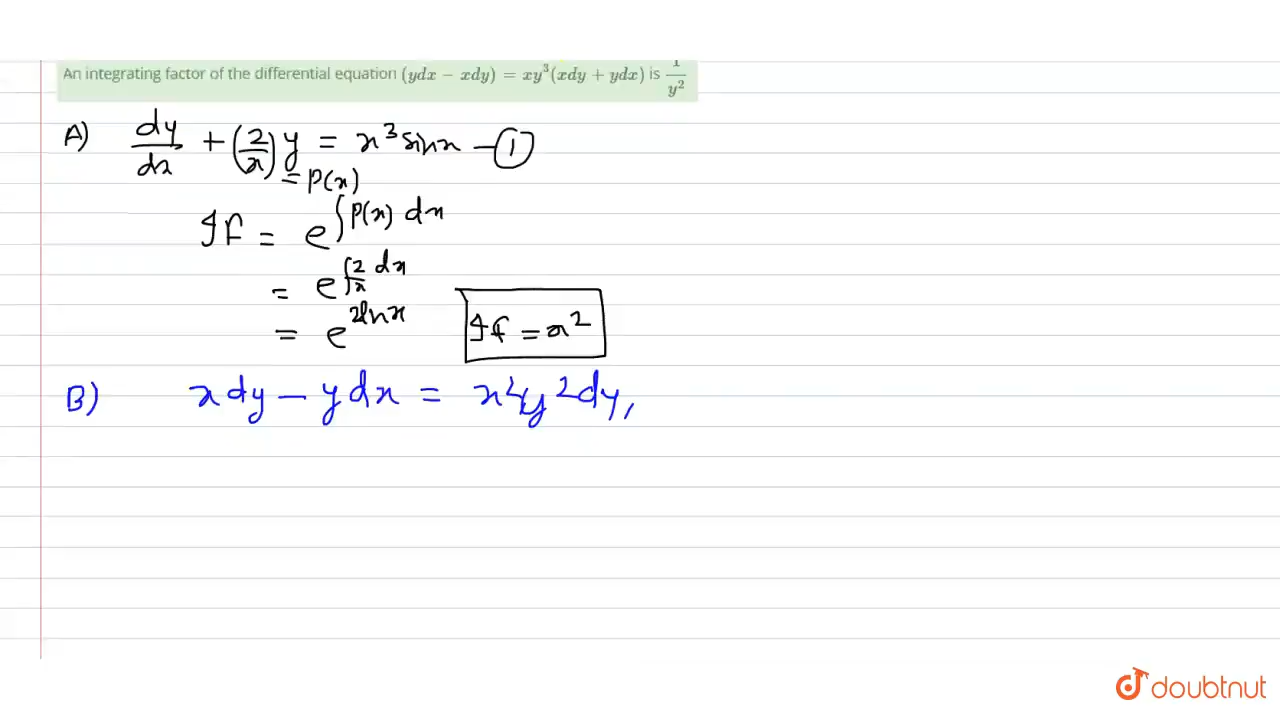 An integrating factor of the differential equation (ydx − xdy) = xy³(xdy + ydx) is 1/y²
A) dy/dx + (2/x) y = x³ sin x — ①
= P(x)
If = e^∫P(x) dx
= e^∫2/x dx
= e^2lnx If = x²
B) x dy − y dx = x²y² dy,
doubtnut